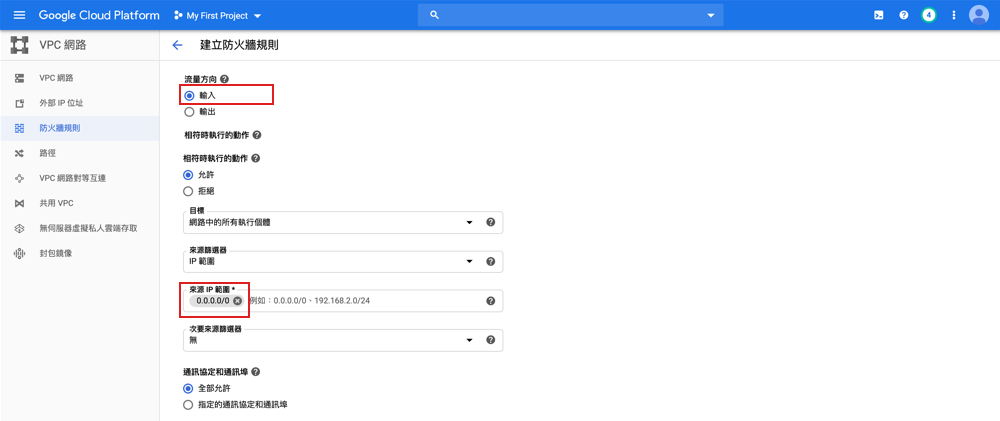 Google Cloud Platform My First Project 4
VPC 網路
建立防火牆規則
VPC 網路
外部 IP 位址
防火牆規則
路徑
VPC 網路對等互連
共用 VPC
無伺服器虛擬私人雲端存取
封包鏡像
流量方向
輸入
輸出
相符時執行的動作
相符時執行的動作
允許
拒絕
目標
網路中的所有執行個體
來源篩選器
IP 範圍
來源 IP 範圍 *
0.0.0.0/0 例如：0.0.0.0/0、192.168.2.0/24
次要來源篩選器
無
通訊協定和通訊埠
全部允許
指定的通訊協定和通訊埠